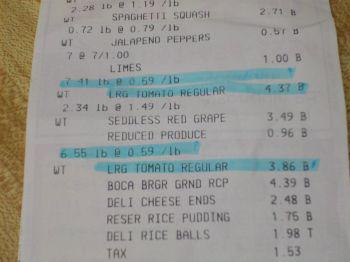 2.28 lb @ 1.19 /lb
WT SPAGHETTI SQUASH 2.71 B
0.72 lb @ 0.79 /lb
WT JALAPENO PEPPERS 0.57 B
7 @ 7/1.00
LIMES 1.00 B
7.41 lb @ 0.59 /lb
WT LRG TOMATO REGULAR 4.37 B
2.34 lb @ 1.49 /lb
WT SEDDLESS RED GRAPE 3.49 B
REDUCED PRODUCE 0.96 B
6.55 lb @ 0.59 /lb
WT LRG TOMATO REGULAR 3.86 B
BOCA BRGR GRND RCP 4.39 B
DELI CHEESE ENDS 2.48 B
RESER RICE PUDDING 1.75 B
DELI RICE BALLS 1.98 T
TAX 1.53